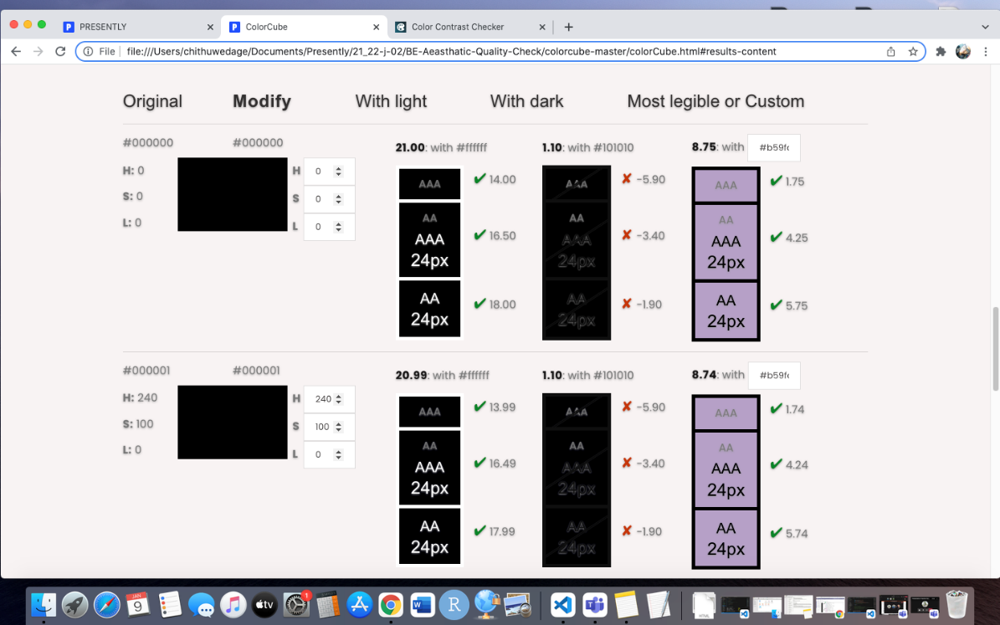 PRESENTLY
ColorCube
Color Contrast Checker
File
file:///Users/chithuwedage/Documents/Presently/21_22-j-02/BE-Aeasthatic-Quality-Check/colorcube-master/colorCube.html#results-content
Original Modify With light With dark Most legible or Custom
#000000 #000000
H: 0
S: 0
L: 0
H 0
S 0
L 0
21.00: with #ffffff
AAA
14.00
AA
AAA
24px
16.50
AA
24px
18.00
1.10: with #101010
AAA
-5.90
AA
AAA
24px
-3.40
AA
24px
-1.90
8.75: with #b59f
AAA
1.75
AA
AAA
24px
4.25
AA
24px
5.75
#000001 #000001
H: 240
S: 100
L: 0
H 240
S 100
L 0
20.99: with #ffffff
AAA
13.99
AA
AAA
24px
16.49
AA
24px
17.99
1.10: with #101010
AAA
-5.90
AA
AAA
24px
-3.40
AA
24px
-1.90
8.74: with #b59f
AAA
1.74
AA
AAA
24px
4.24
AA
24px
5.74
JAN
9
tv
1
W
R
HTML